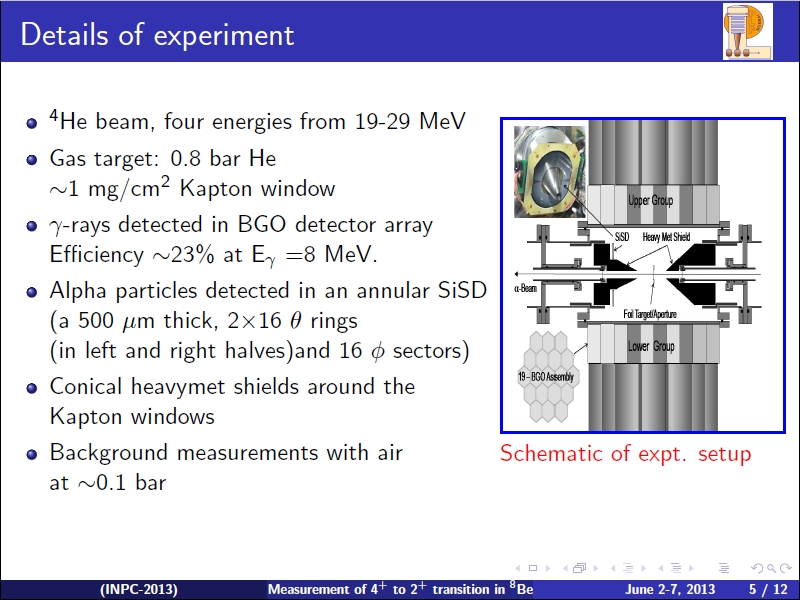 Details of experiment
⁴He beam, four energies from 19-29 MeV
Gas target: 0.8 bar He
∼1 mg/cm² Kapton window
γ-rays detected in BGO detector array
Efficiency ∼23% at Eγ =8 MeV.
Alpha particles detected in an annular SiSD
(a 500 μm thick, 2×16 θ rings
(in left and right halves)and 16 ϕ sectors)
Conical heavymet shields around the
Kapton windows
Background measurements with air
at ∼0.1 bar
Upper Group
SiSD
Heavy Met Shield
α-Beam
Foil Target/Aperture
Lower Group
19 – BGO Assembly
Schematic of expt. setup
(INPC-2013)
Measurement of 4⁺ to 2⁺ transition in ⁸Be
June 2-7, 2013
5 / 12